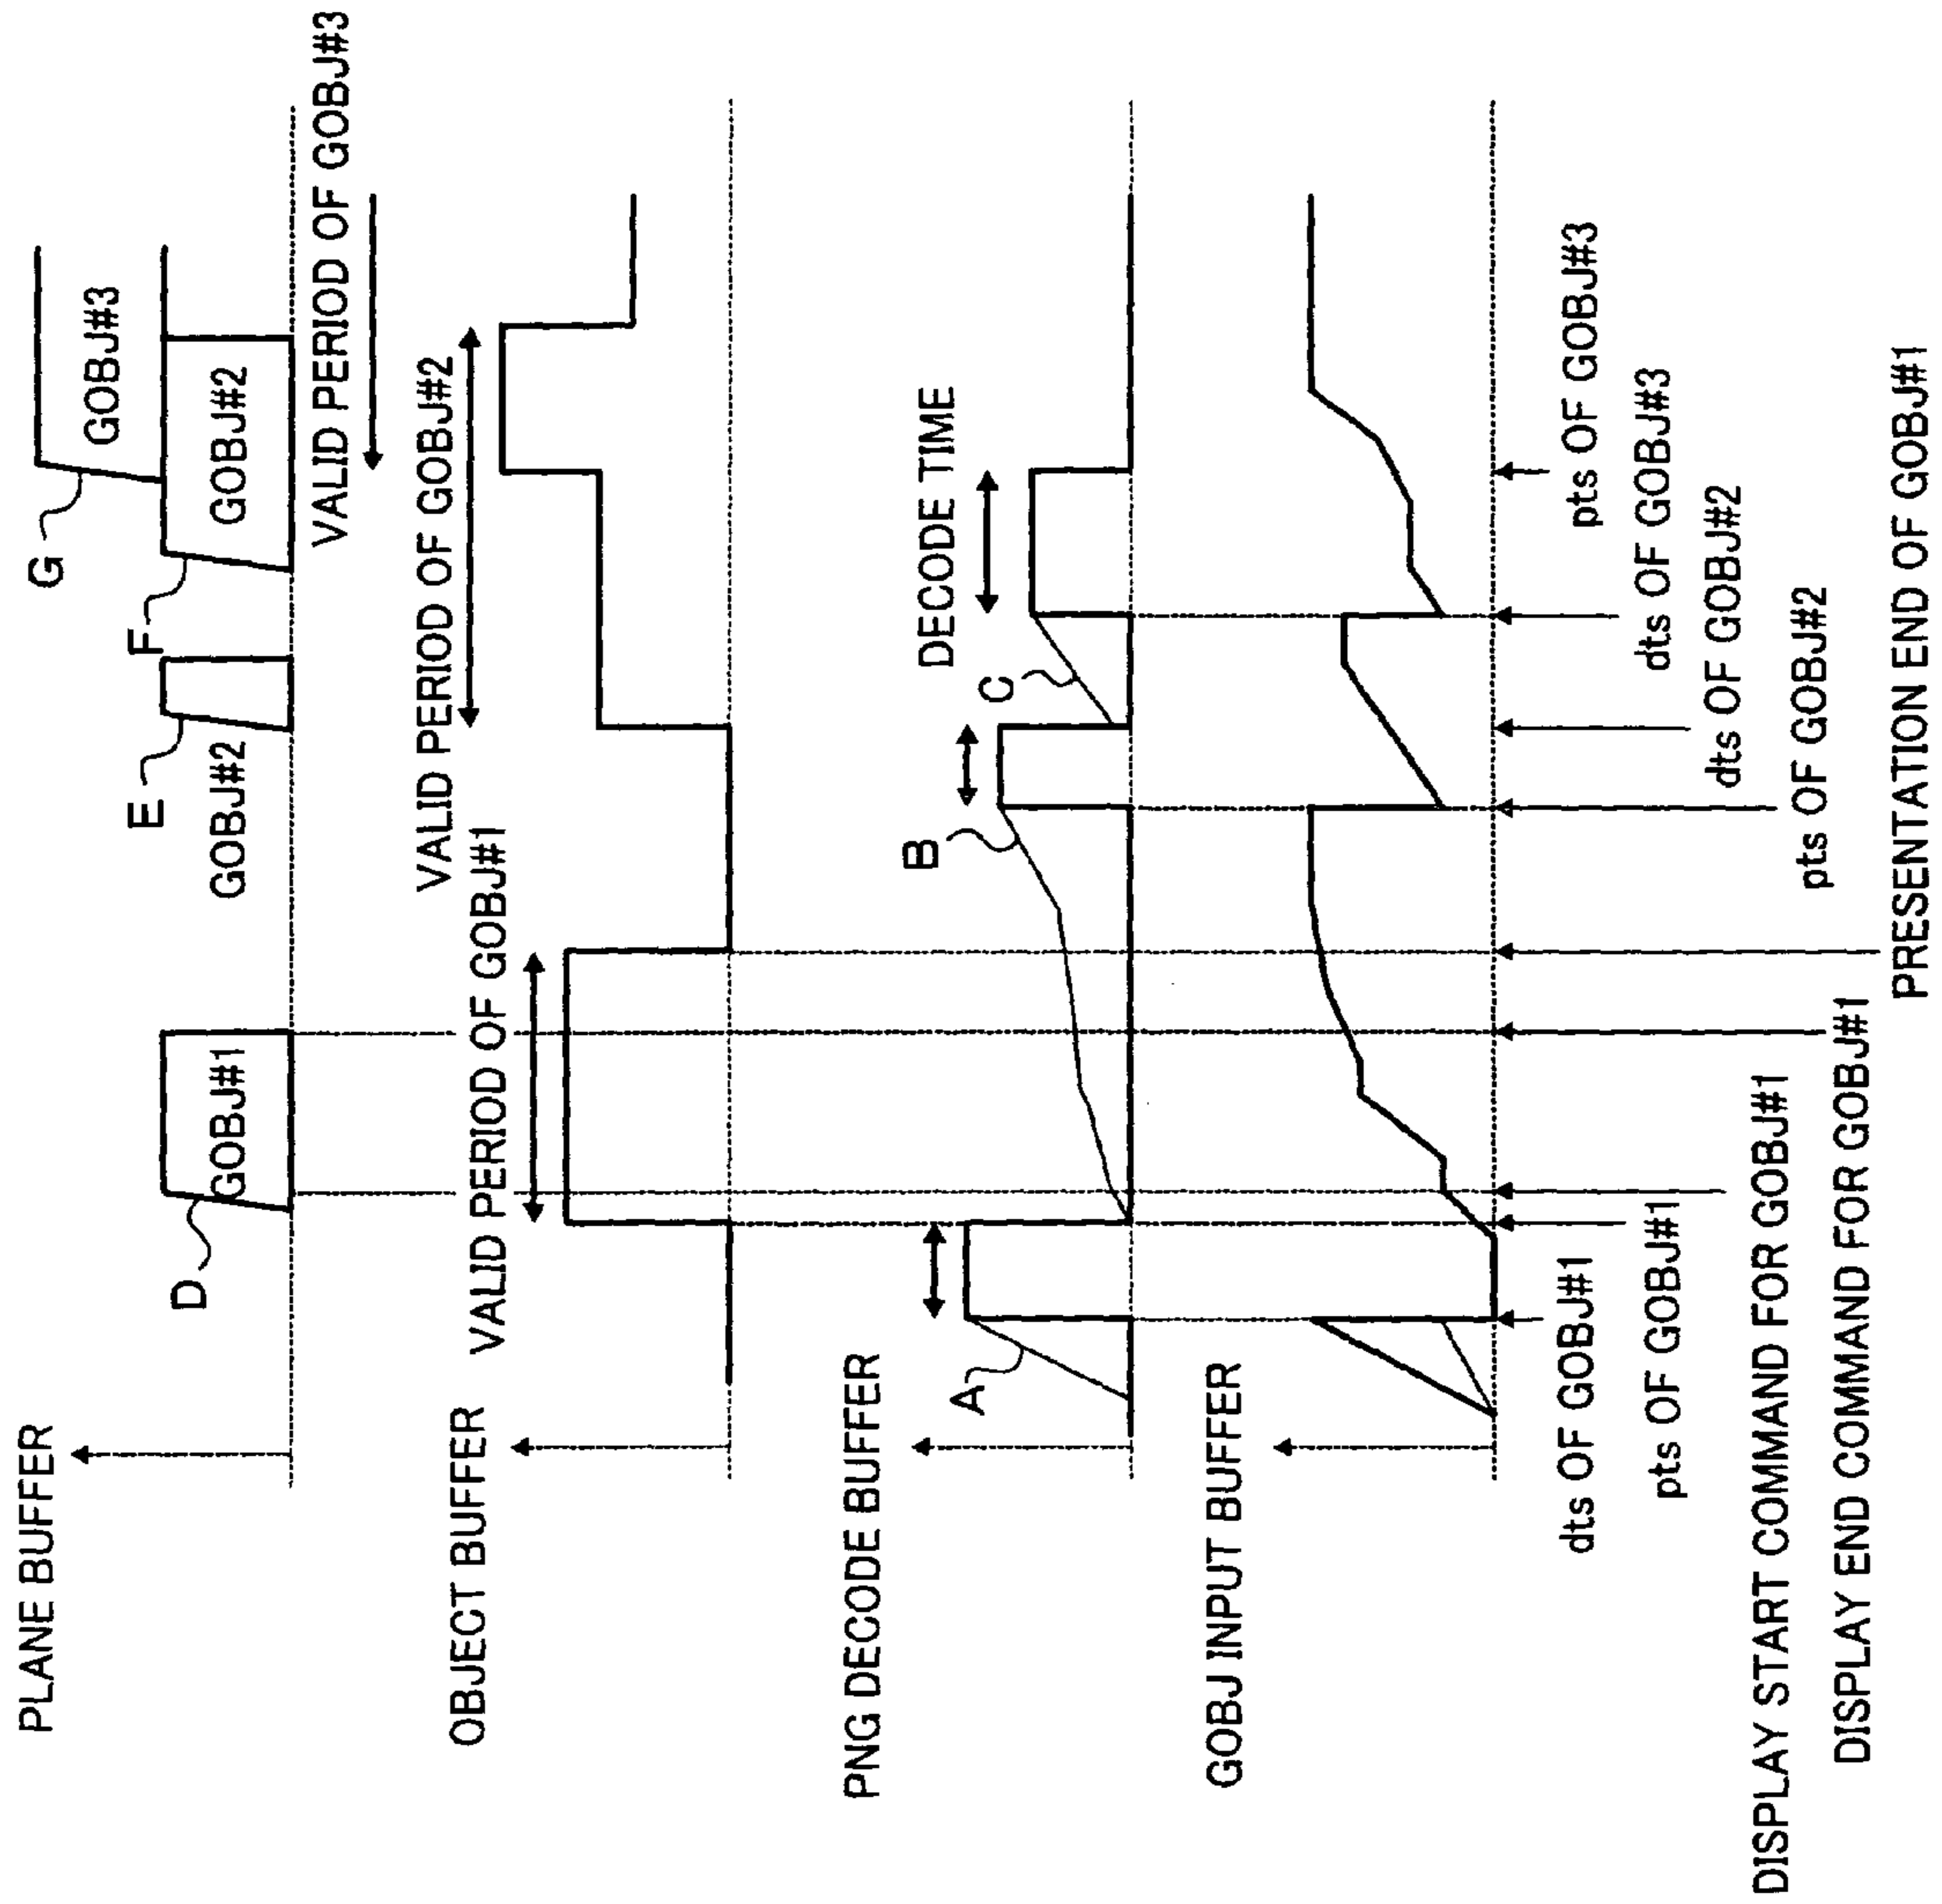 PLANE BUFFER
D
GOBJ#1
E
GOBJ#2
F
GOBJ#2
G
GOBJ#3
VALID PERIOD OF GOBJ#3
OBJECT BUFFER
VALID PERIOD OF GOBJ#1
VALID PERIOD OF GOBJ#2
PNG DECODE BUFFER
A
B
C
DECODE TIME
GOBJ INPUT BUFFER
dts OF GOBJ#1
pts OF GOBJ#1
DISPLAY START COMMAND FOR GOBJ#1
DISPLAY END COMMAND FOR GOBJ#1
PRESENTATION END OF GOBJ#1
pts OF GOBJ#2
dts OF GOBJ#2
dts OF GOBJ#3
pts OF GOBJ#3